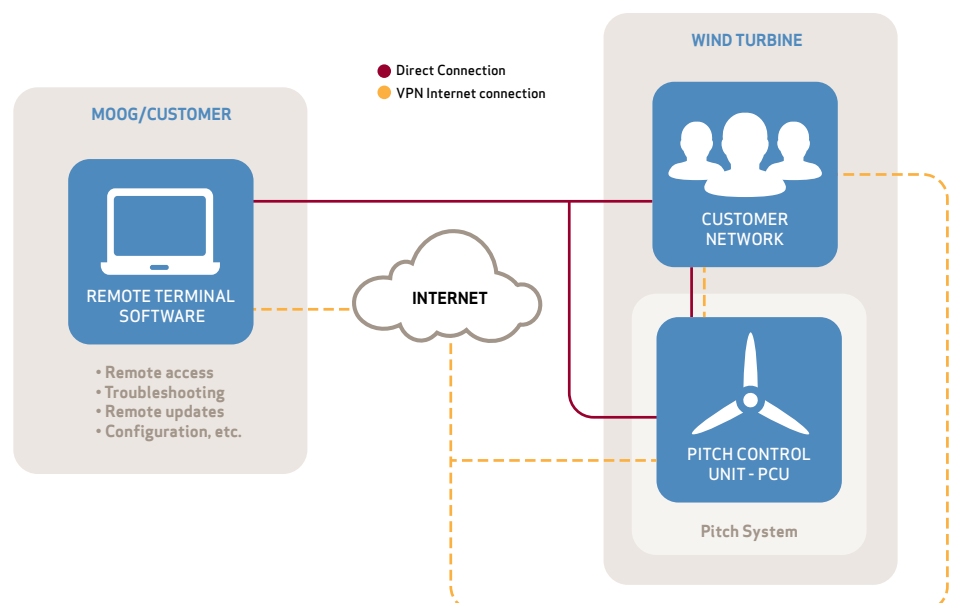 WIND TURBINE
Direct Connection
VPN Internet connection
MOOG/CUSTOMER
CUSTOMER
NETWORK
REMOTE TERMINAL
SOFTWARE
INTERNET
• Remote access
• Troubleshooting
• Remote updates
• Configuration, etc.
PITCH CONTROL
UNIT - PCU
Pitch System